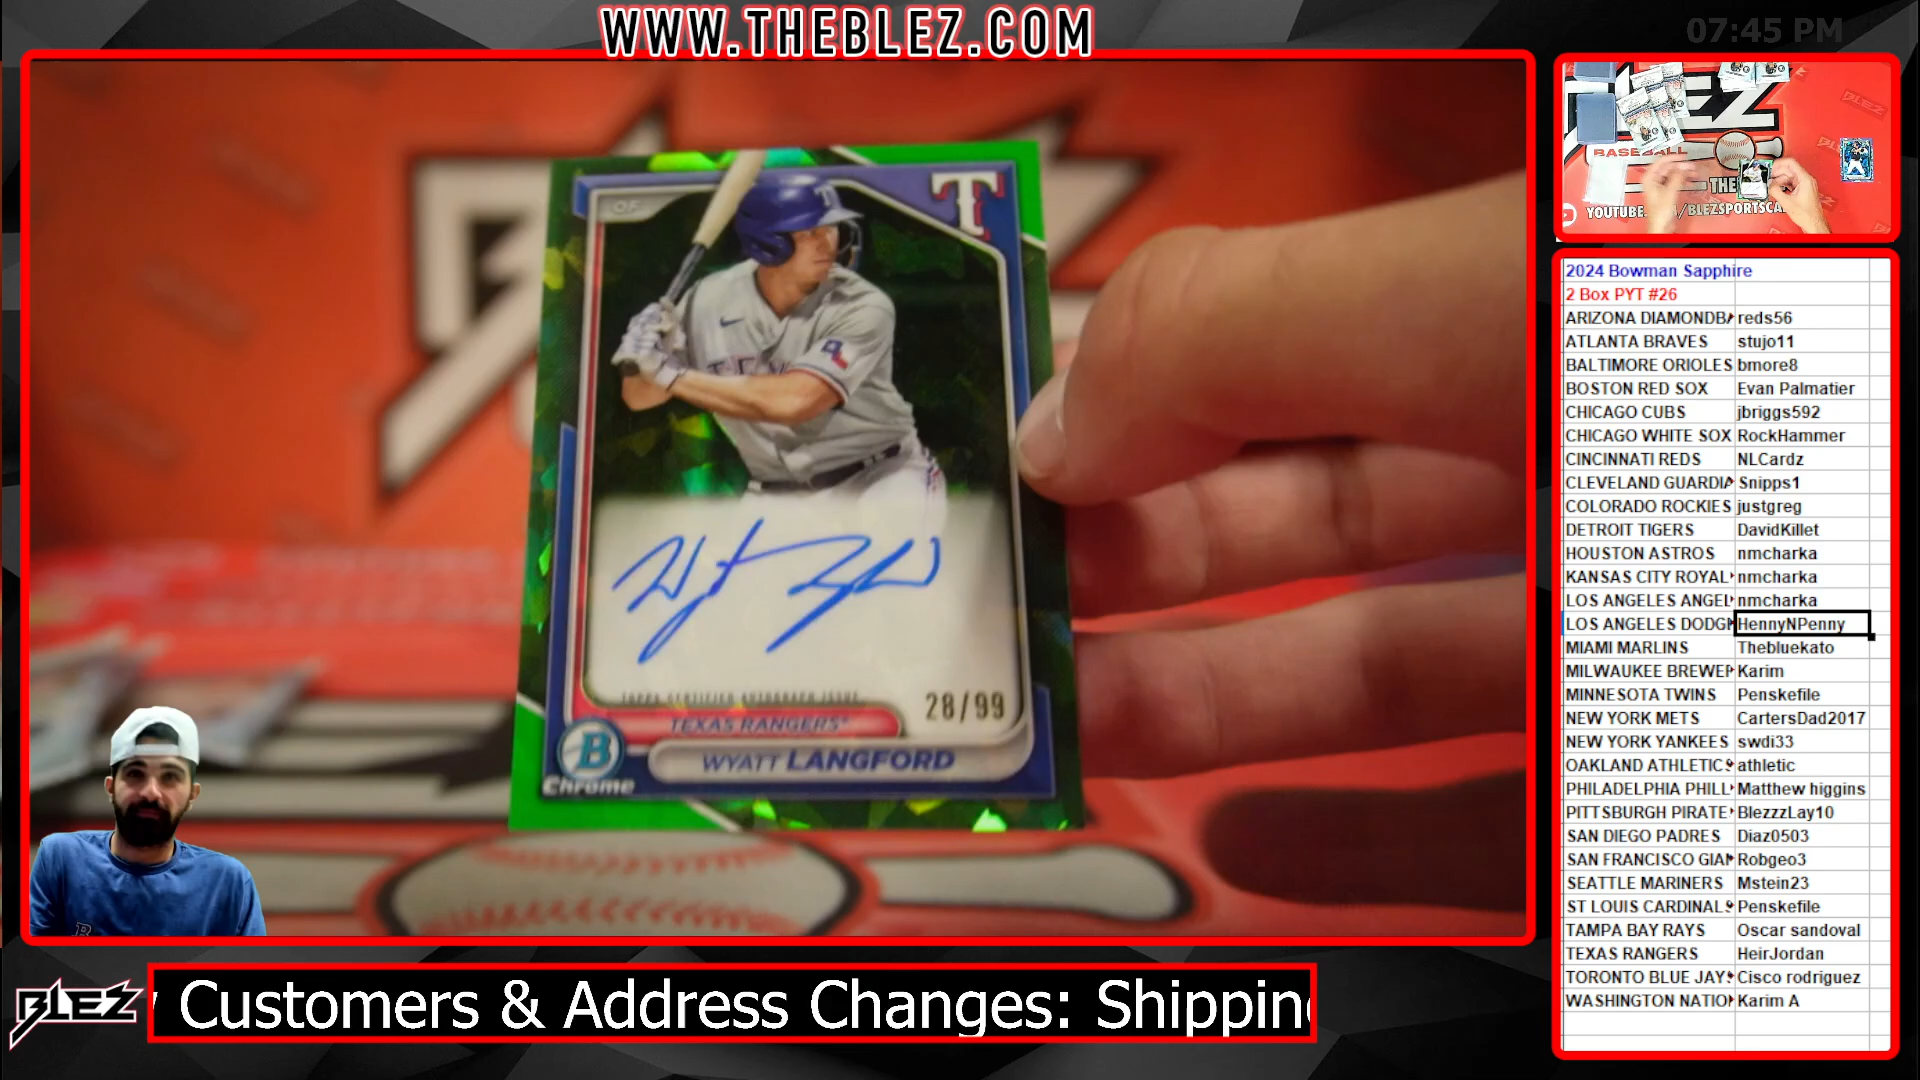 WWW.THEBLEZ.COM
07:45 PM
OF
T
28/99
TOPPS CERTIFIED AUTOGRAPH ISSUE
TEXAS RANGERS
B
Chrome
WYATT LANGFORD
BASEBALL
THE
YOUTUBE.
/BLEZSPORTSCA
2024 Bowman Sapphire
2 Box PYT #26
ARIZONA DIAMONDBA reds56
ATLANTA BRAVES stujo11
BALTIMORE ORIOLES bmore8
BOSTON RED SOX Evan Palmatier
CHICAGO CUBS jbriggs592
CHICAGO WHITE SOX RockHammer
CINCINNATI REDS NLCardz
CLEVELAND GUARDIA Snipps1
COLORADO ROCKIES justgreg
DETROIT TIGERS DavidKillet
HOUSTON ASTROS nmcharka
KANSAS CITY ROYAL nmcharka
LOS ANGELES ANGEL nmcharka
LOS ANGELES DODG HennyNPenny
MIAMI MARLINS Thebluekato
MILWAUKEE BREWER Karim
MINNESOTA TWINS Penskefile
NEW YORK METS CartersDad2017
NEW YORK YANKEES swdi33
OAKLAND ATHLETICS athletic
PHILADELPHIA PHILL Matthew higgins
PITTSBURGH PIRATE BlezzzLay10
SAN DIEGO PADRES Diaz0503
SAN FRANCISCO GIAN Robgeo3
SEATTLE MARINERS Mstein23
ST LOUIS CARDINALS Penskefile
TAMPA BAY RAYS Oscar sandoval
TEXAS RANGERS HeirJordan
TORONTO BLUE JAYS Cisco rodriguez
WASHINGTON NATIO Karim A
BLEZ
Customers & Address Changes: Shippin